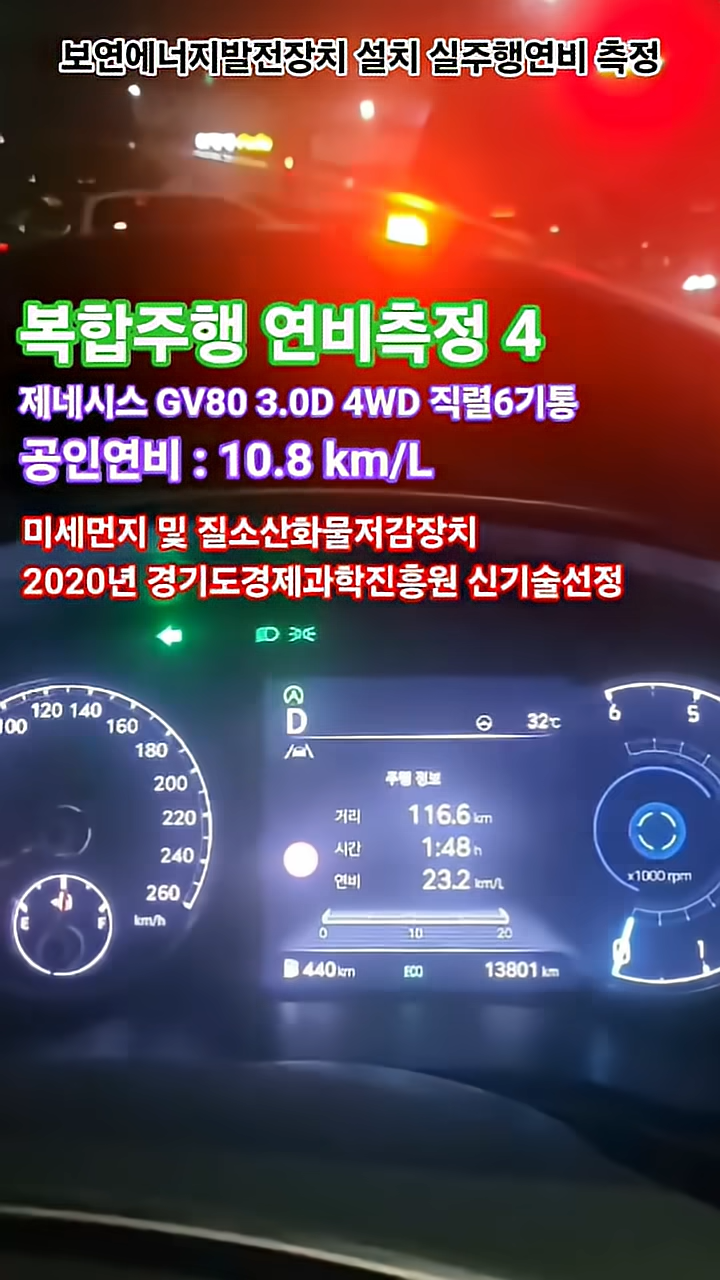 보연에너지발전장치 설치 실주행연비 측정
복합주행 연비측정 4
제네시스 GV80 3.0D 4WD 직렬6기통
공인연비 : 10.8 km/L
미세먼지 및 질소산화물저감장치
2020년 경기도경제과학진흥원 신기술선정
A
D
32℃
주행 정보
거리 116.6 km
시간 1:48 h
연비 23.2 km/L
0 10 20
440 km ECO 13801 km
100 120 140 160 180 200 220 240 260
km/h
E F
6 5
x1000 rpm
0 1